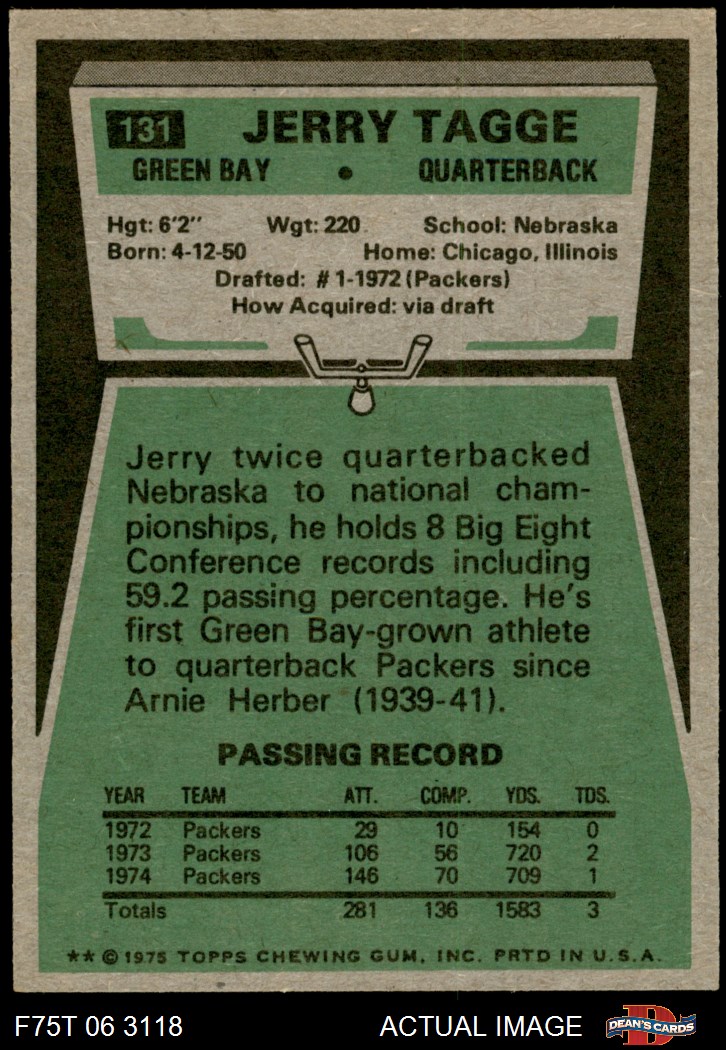 131 JERRY TAGGE
GREEN BAY • QUARTERBACK
Hgt: 6'2" Wgt: 220 School: Nebraska
Born: 4-12-50 Home: Chicago, Illinois
Drafted: #1-1972 (Packers)
How Acquired: via draft
Jerry twice quarterbacked
Nebraska to national cham-
pionships, he holds 8 Big Eight
Conference records including
59.2 passing percentage. He's
first Green Bay-grown athlete
to quarterback Packers since
Arnie Herber (1939-41).
PASSING RECORD
YEAR TEAM ATT. COMP. YDS. TDS.
1972 Packers 29 10 154 0
1973 Packers 106 56 720 2
1974 Packers 146 70 709 1
Totals 281 136 1583 3
** © 1975 TOPPS CHEWING GUM, INC. PRTD IN U.S.A.
F75T 06 3118 ACTUAL IMAGE D DEAN'S CARDS